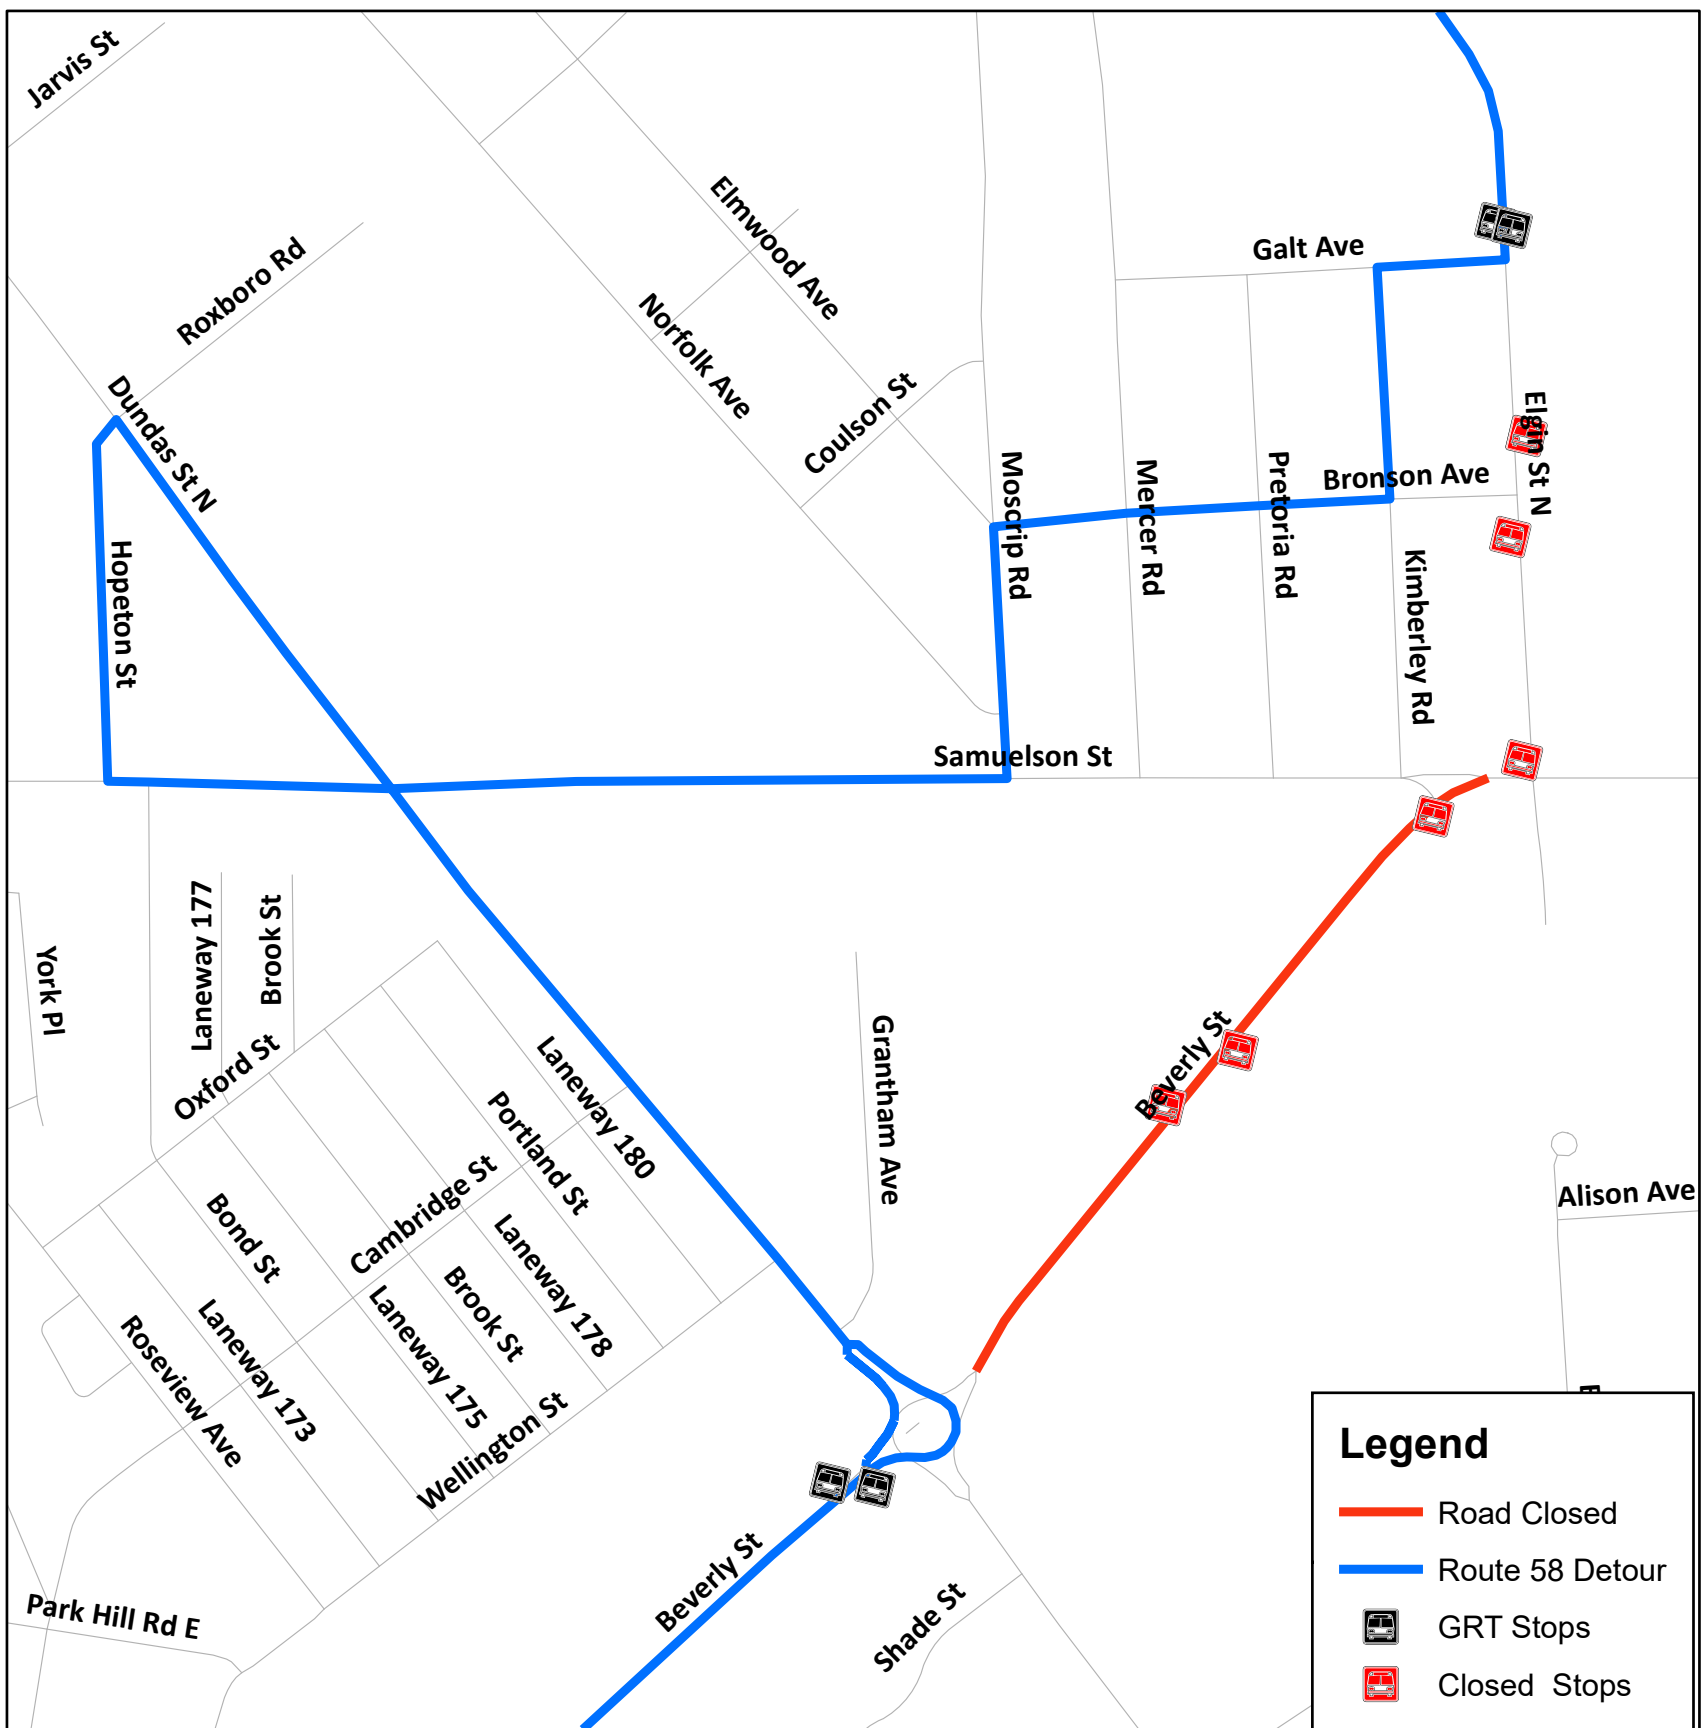 Jarvis St
Elmwood Ave
Galt Ave
Roxboro Rd
Norfolk Ave
Dundas St N
Coulson St
Elgin St N
Moscrip Rd
Mercer Rd
Pretoria Rd
Bronson Ave
Hopeton St
Kimberley Rd
Samuelson St
Laneway 177
Brook St
York Pl
Oxford St
Laneway 180
Grantham Ave
Beverly St
Portland St
Cambridge St
Alison Ave
Bond St
Laneway 178
Brook St
Laneway 175
Laneway 173
Roseview Ave
Wellington St
Beverly St
Shade St
Park Hill Rd E
Legend
Road Closed
Route 58 Detour
GRT Stops
Closed Stops